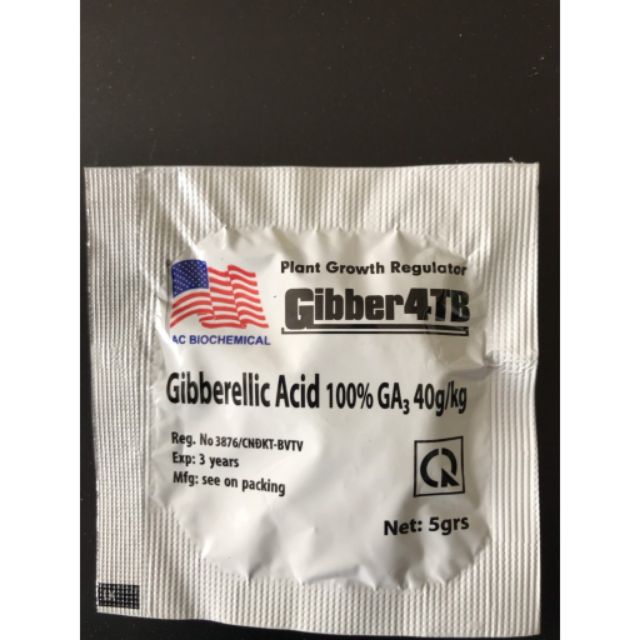 Plant Growth Regulator
Gibber4TB
AC BIOCHEMICAL
Gibberellic Acid 100% GA₃ 40g/kg
Reg. No 3876/CNĐKT-BVTV
Exp: 3 years
Mfg: see on packing
Net: 5grs